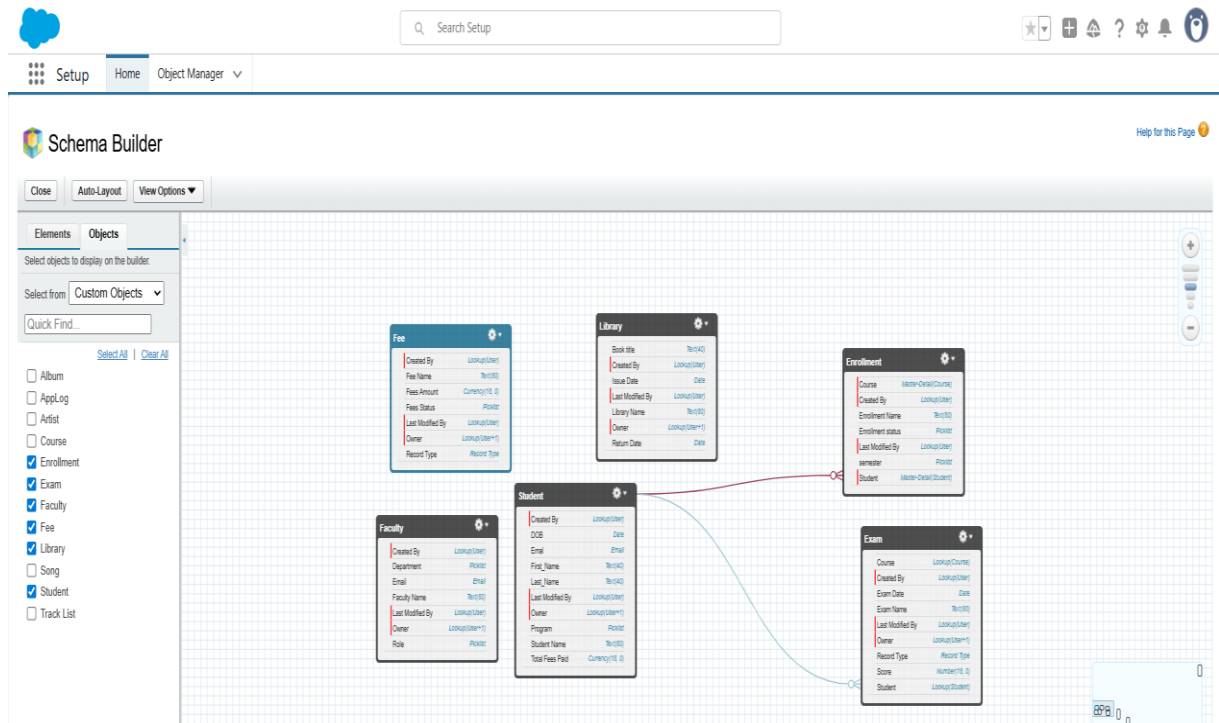 Search Setup
Setup Home Object Manager
Schema Builder
Help for this Page
Close Auto-Layout View Options
Elements Objects
Select objects to display on the builder.
Select from Custom Objects
Quick Find...
Select All | Clear All
Album
AppLog
Artist
Course
Enrollment
Exam
Faculty
Fee
Library
Song
Student
Track List
Fee
Created By Lookup(User)
Fee Name Text(80)
Fees Amount Currency(16, 0)
Fees Status Picklist
Last Modified By Lookup(User)
Owner Lookup(User+1)
Record Type Record Type
Library
Book title Text(40)
Created By Lookup(User)
Issue Date Date
Last Modified By Lookup(User)
Library Name Text(80)
Owner Lookup(User+1)
Return Date Date
Enrollment
Course Master-Detail(Course)
Created By Lookup(User)
Enrollment Name Text(80)
Enrollment status Picklist
Last Modified By Lookup(User)
semester Picklist
Student Master-Detail(Student)
Faculty
Created By Lookup(User)
Department Picklist
Email Email
Faculty Name Text(80)
Last Modified By Lookup(User)
Owner Lookup(User+1)
Role Picklist
Student
Created By Lookup(User)
DOB Date
Email Email
First_Name Text(40)
Last_Name Text(40)
Last Modified By Lookup(User)
Owner Lookup(User+1)
Program Picklist
Student Name Text(80)
Total Fees Paid Currency(18, 0)
Exam
Course Lookup(Course)
Created By Lookup(User)
Exam Date Date
Exam Name Text(80)
Last Modified By Lookup(User)
Owner Lookup(User+1)
Record Type Record Type
Score Number(18, 0)
Student Lookup(Student)